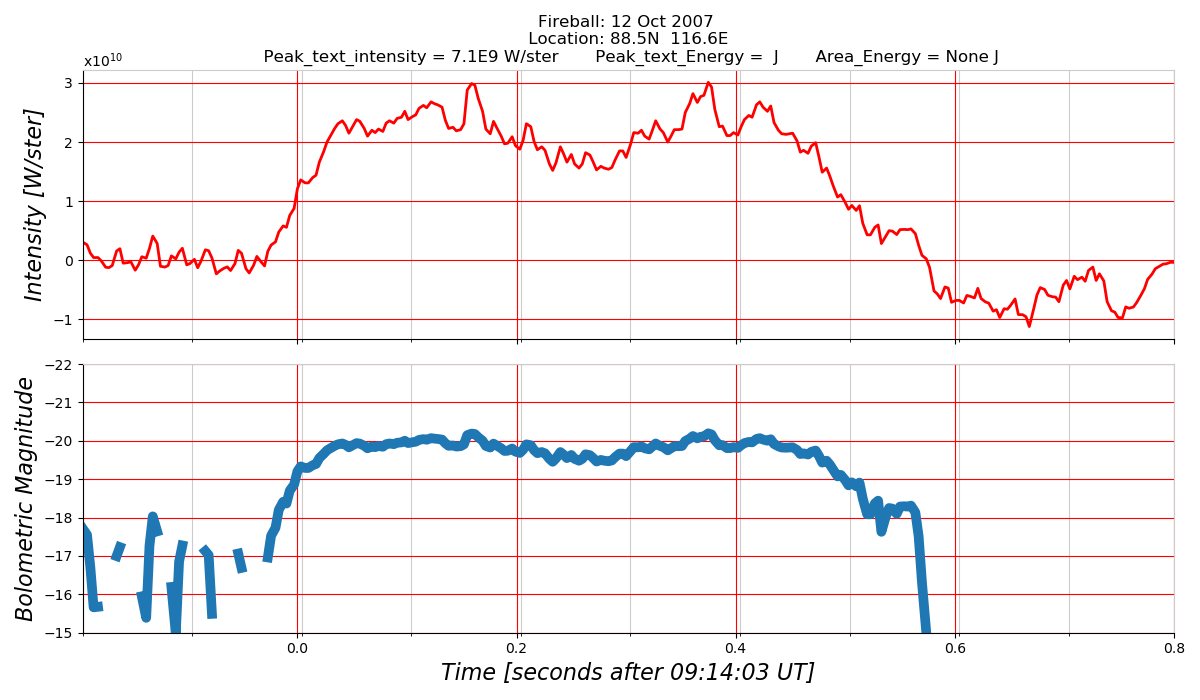 Fireball: 12 Oct 2007
Location: 88.5N  116.6E
Peak_text_intensity = 7.1E9 W/ster       Peak_text_Energy =  J       Area_Energy = None J
x10¹⁰
3
2
1
0
−1
Intensity [W/ster]
−22
−21
−20
−19
−18
−17
−16
−15
Bolometric Magnitude
0.0 0.2 0.4 0.6 0.8
Time [seconds after 09:14:03 UT]